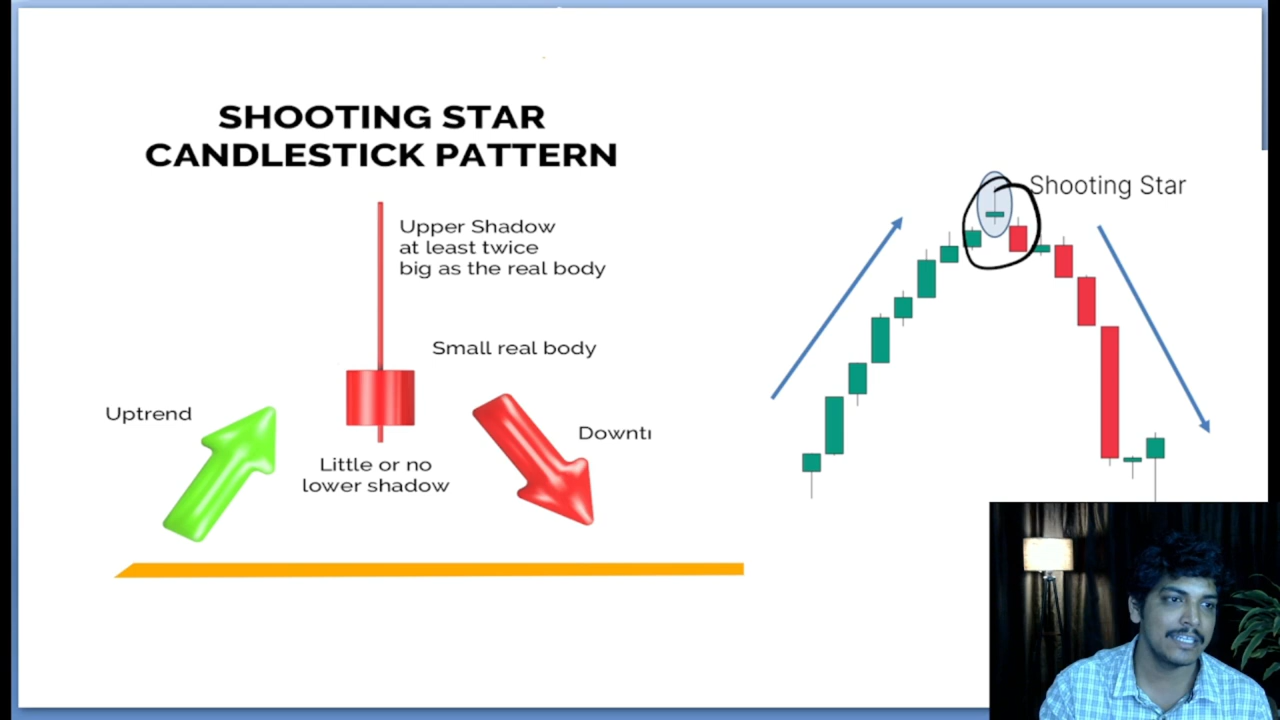 SHOOTING STAR
CANDLESTICK PATTERN
Upper Shadow
at least twice
big as the real body
Small real body
Uptrend
Little or no
lower shadow
Shooting Star